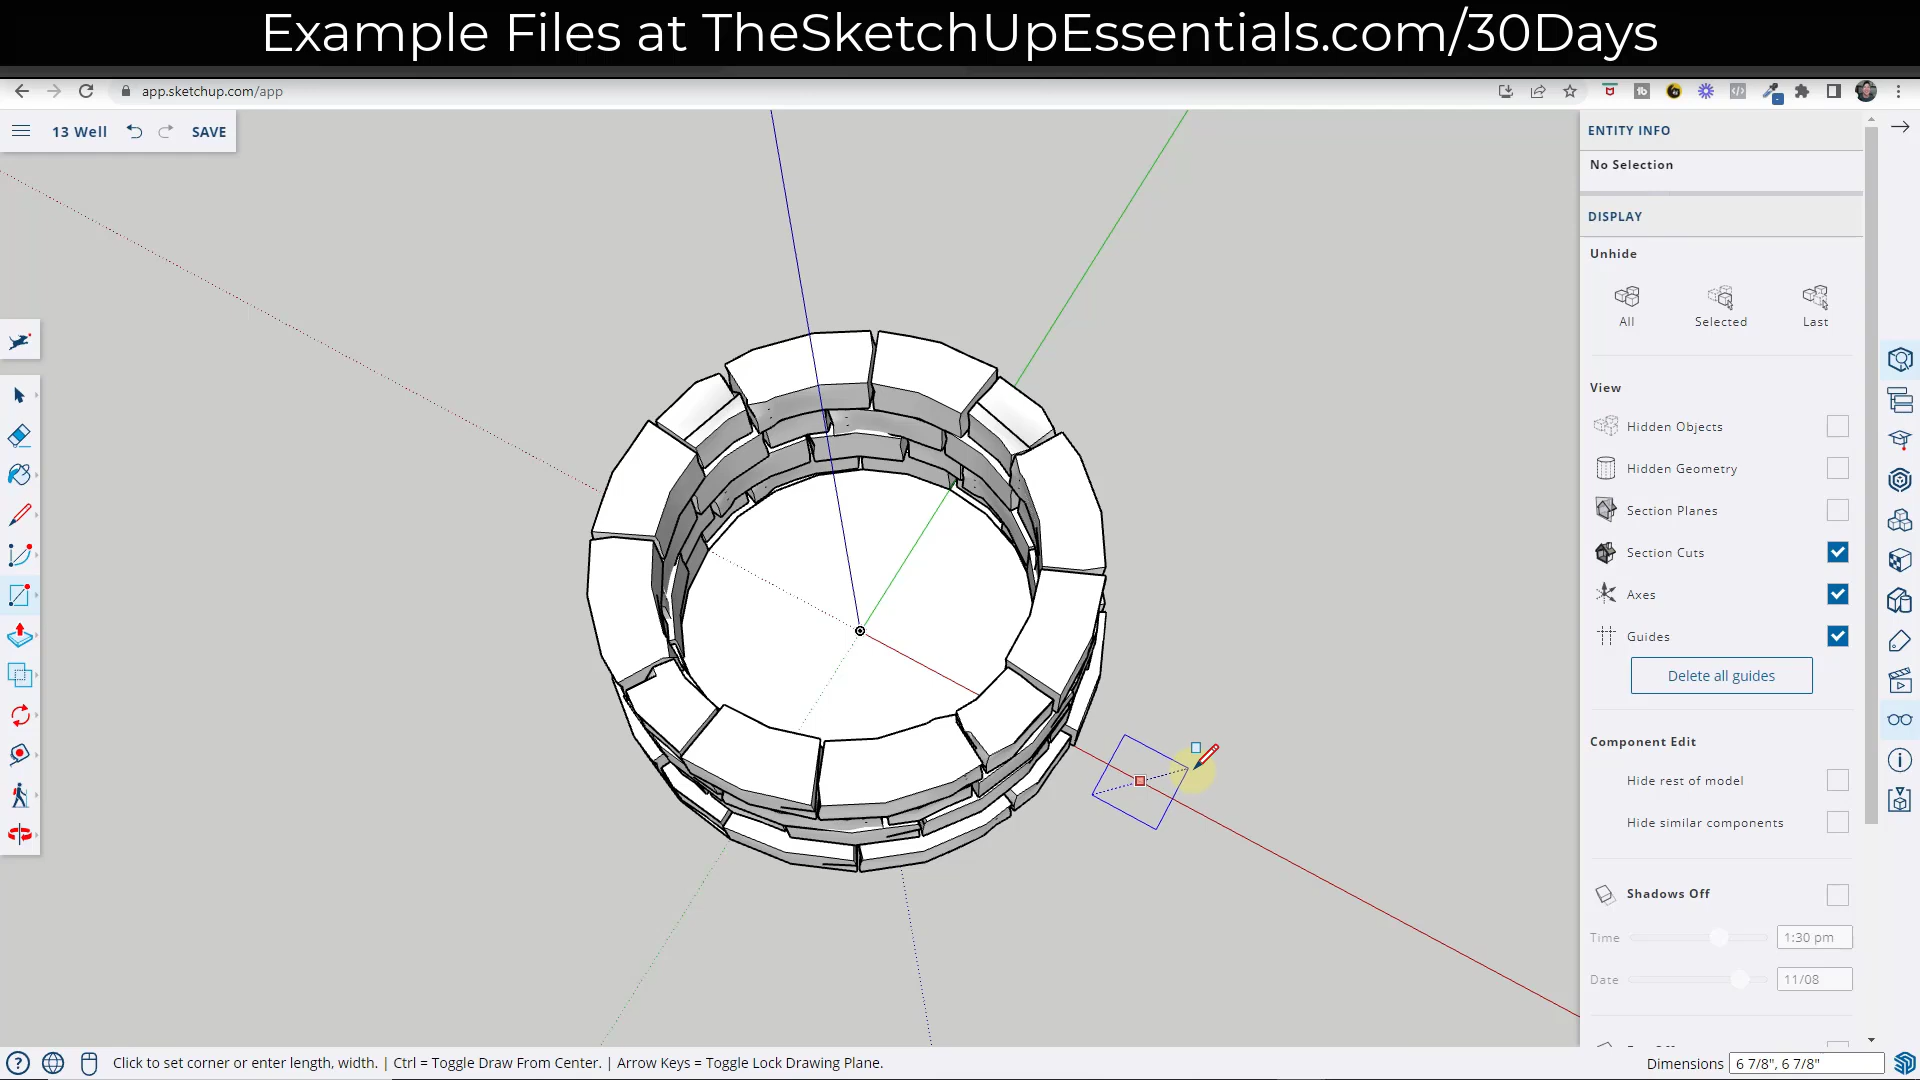 Example Files at TheSketchUpEssentials.com/30Days
app.sketchup.com/app
13 Well
SAVE
ENTITY INFO
No Selection
DISPLAY
Unhide
All
Selected
Last
View
Hidden Objects
Hidden Geometry
Section Planes
Section Cuts
Axes
Guides
Delete all guides
Component Edit
Hide rest of model
Hide similar components
Shadows Off
Time
1:30 pm
Date
11/08
Click to set corner or enter length, width. | Ctrl = Toggle Draw From Center. | Arrow Keys = Toggle Lock Drawing Plane.
Dimensions
6 7/8", 6 7/8"